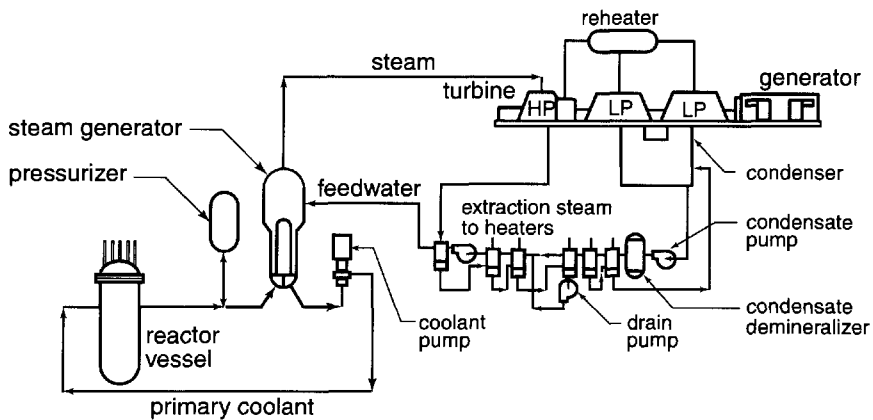 reheater
steam
turbine
generator
HP
LP
LP
steam generator
pressurizer
feedwater
condenser
extraction steam
to heaters
condensate
pump
reactor
vessel
coolant
pump
drain
pump
condensate
demineralizer
primary coolant